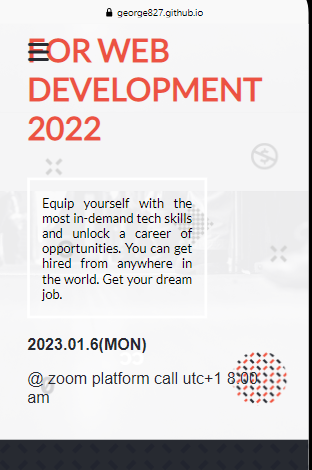 george827.github.io
FOR WEB
DEVELOPMENT
2022
Equip yourself with the
most in-demand tech skills
and unlock a career of
opportunities. You can get
hired from anywhere in
the world. Get your dream
job.
2023.01.6(MON)
@ zoom platform call utc+1 8:00
am